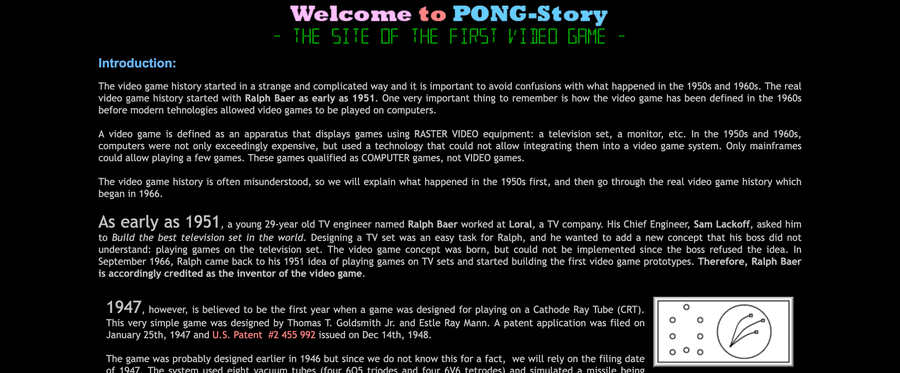 Welcome to PONG-Story
- THE SITE OF THE FIRST VIDEO GAME -
Introduction:
The video game history started in a strange and complicated way and it is important to avoid confusions with what happened in the 1950s and 1960s. The real
video game history started with Ralph Baer as early as 1951. One very important thing to remember is how the video game has been defined in the 1960s
before modern tehnologies allowed video games to be played on computers.
A video game is defined as an apparatus that displays games using RASTER VIDEO equipment: a television set, a monitor, etc. In the 1950s and 1960s,
computers were not only exceedingly expensive, but used a technology that could not allow integrating them into a video game system. Only mainframes
could allow playing a few games. These games qualified as COMPUTER games, not VIDEO games.
The video game history is often misunderstood, so we will explain what happened in the 1950s first, and then go through the real video game history which
began in 1966.
As early as 1951, a young 29-year old TV engineer named Ralph Baer worked at Loral, a TV company. His Chief Engineer, Sam Lackoff, asked him
to Build the best television set in the world. Designing a TV set was an easy task for Ralph, and he wanted to add a new concept that his boss did not
understand: playing games on the television set. The video game concept was born, but could not be implemented since the boss refused the idea. In
September 1966, Ralph came back to his 1951 idea of playing games on TV sets and started building the first video game prototypes. Therefore, Ralph Baer
is accordingly credited as the inventor of the video game.
1947, however, is believed to be the first year when a game was designed for playing on a Cathode Ray Tube (CRT).
This very simple game was designed by Thomas T. Goldsmith Jr. and Estle Ray Mann. A patent application was filed on
January 25th, 1947 and U.S. Patent #2 455 992 issued on Dec 14th, 1948.
The game was probably designed earlier in 1946 but since we do not know this for a fact, we will rely on the filing date
of 1947. The system used eight vacuum tubes (four 6Q5 triodes and four 6V6 tetrodes) and simulated a missile being